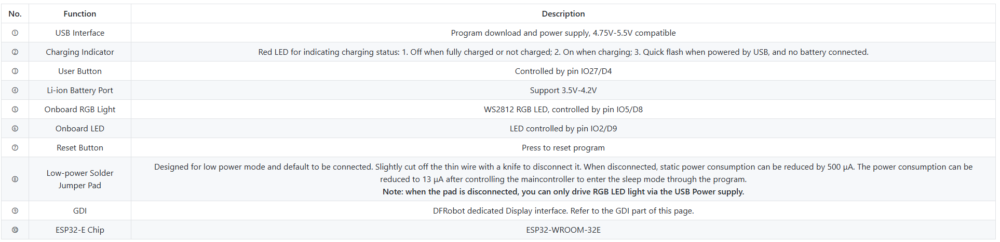 No. Function Description
① USB Interface Program download and power supply, 4.75V-5.5V compatible
② Charging Indicator Red LED for indicating charging status: 1. Off when fully charged or not charged; 2. On when charging; 3. Quick flash when powered by USB, and no battery connected.
③ User Button Controlled by pin IO27/D4
④ Li-ion Battery Port Support 3.5V-4.2V
⑤ Onboard RGB Light WS2812 RGB LED, controlled by pin IO5/D8
⑥ Onboard LED LED controlled by pin IO2/D9
⑦ Reset Button Press to reset program
⑧ Low-power Solder
Jumper Pad
Designed for low power mode and default to be connected. Slightly cut off the thin wire with a knife to disconnect it. When disconnected, static power consumption can be reduced by 500 μA. The power consumption can be
reduced to 13 μA after controlling the maincontroller to enter the sleep mode through the program.
Note: when the pad is disconnected, you can only drive RGB LED light via the USB Power supply.
⑨ GDI DFRobot dedicated Display interface. Refer to the GDI part of this page.
⑩ ESP32-E Chip ESP32-WROOM-32E